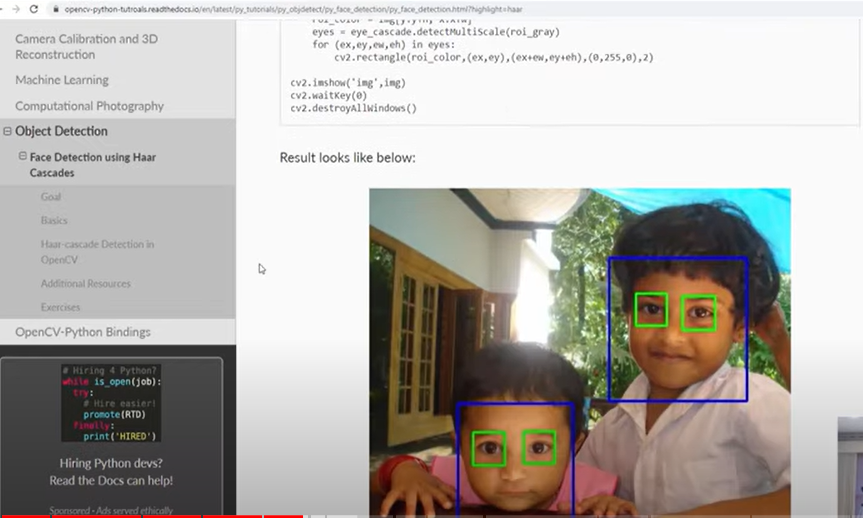 opencv-python-tutroals.readthedocs.io/en/latest/py_tutorials/py_objdetect/py_face_detection/py_face_detection.html?highlight=haar
Camera Calibration and 3D
Reconstruction
Machine Learning
Computational Photography
Object Detection
Face Detection using Haar
Cascades
Goal
Basics
Haar-cascade Detection in
OpenCV
Additional Resources
Exercises
OpenCV-Python Bindings
# Hiring 4 Python?
while is_open(job):
try:
# Hire easier!
promote(RTD)
finally:
print('HIRED')
Hiring Python devs?
Read the Docs can help!
Sponsored · Ads served ethically
eyes = eye_cascade.detectMultiScale(roi_gray)
for (ex,ey,ew,eh) in eyes:
cv2.rectangle(roi_color,(ex,ey),(ex+ew,ey+eh),(0,255,0),2)
cv2.imshow('img',img)
cv2.waitKey(0)
cv2.destroyAllWindows()
Result looks like below: